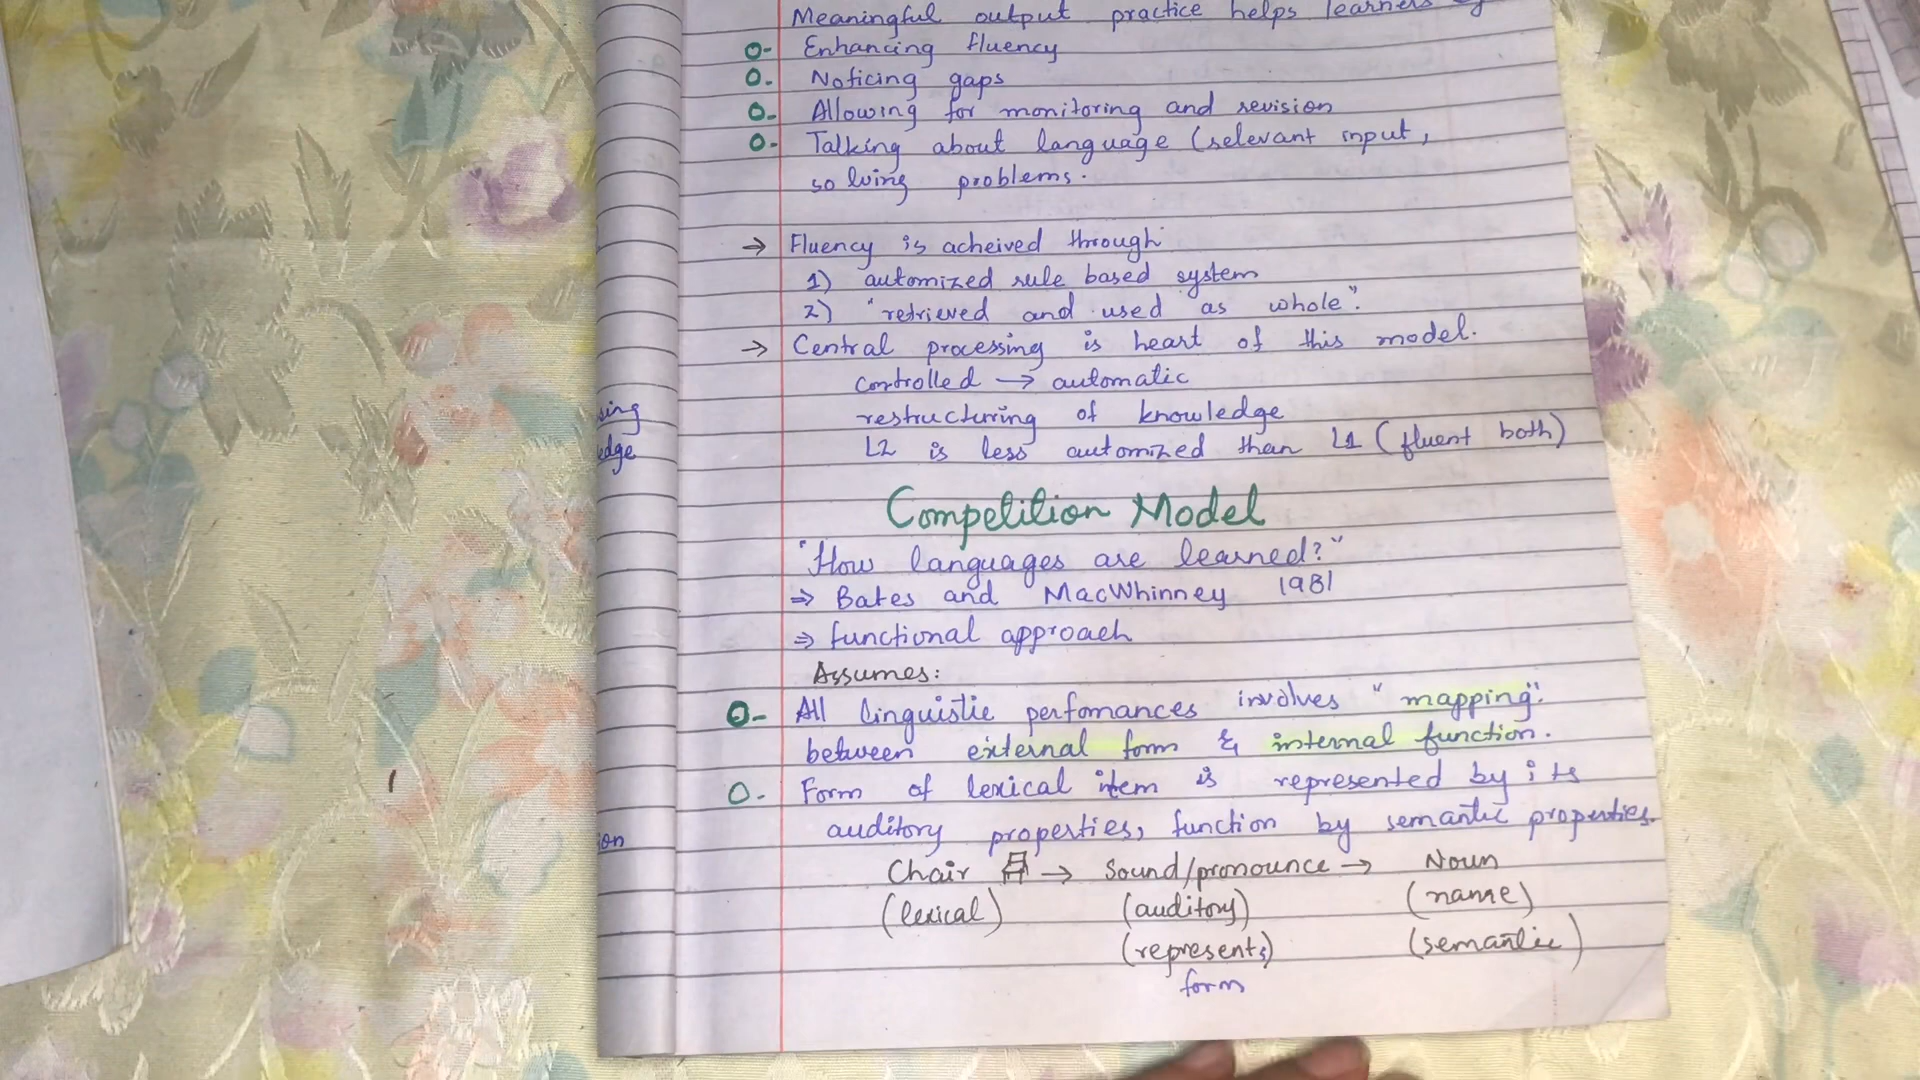 Meaningful output practice helps learners by
O- Enhancing fluency
O. Noticing gaps
O- Allowing for monitoring and revision
O- Talking about language (relevant input,
solving problems.
→ Fluency is acheived through
1) automized rule based system
2) "retrieved and used as whole".
→ Central processing is heart of this model.
controlled → automatic
restructuring of knowledge
L2 is less automized than L1 (fluent both)
sing
edge
Competition Model
"How languages are learned?"
⇒ Bates and MacWhinney 1981
⇒ functional approach
Assumes:
O- All linguistic perfomances involves "mapping".
between external form & internal function.
O. Form of lexical item is represented by its
auditory properties, function by semantic properties.
ion
Chair → Sound/pronounce → Noun
(lexical) (auditory) (name)
(represents) (semantic)
form